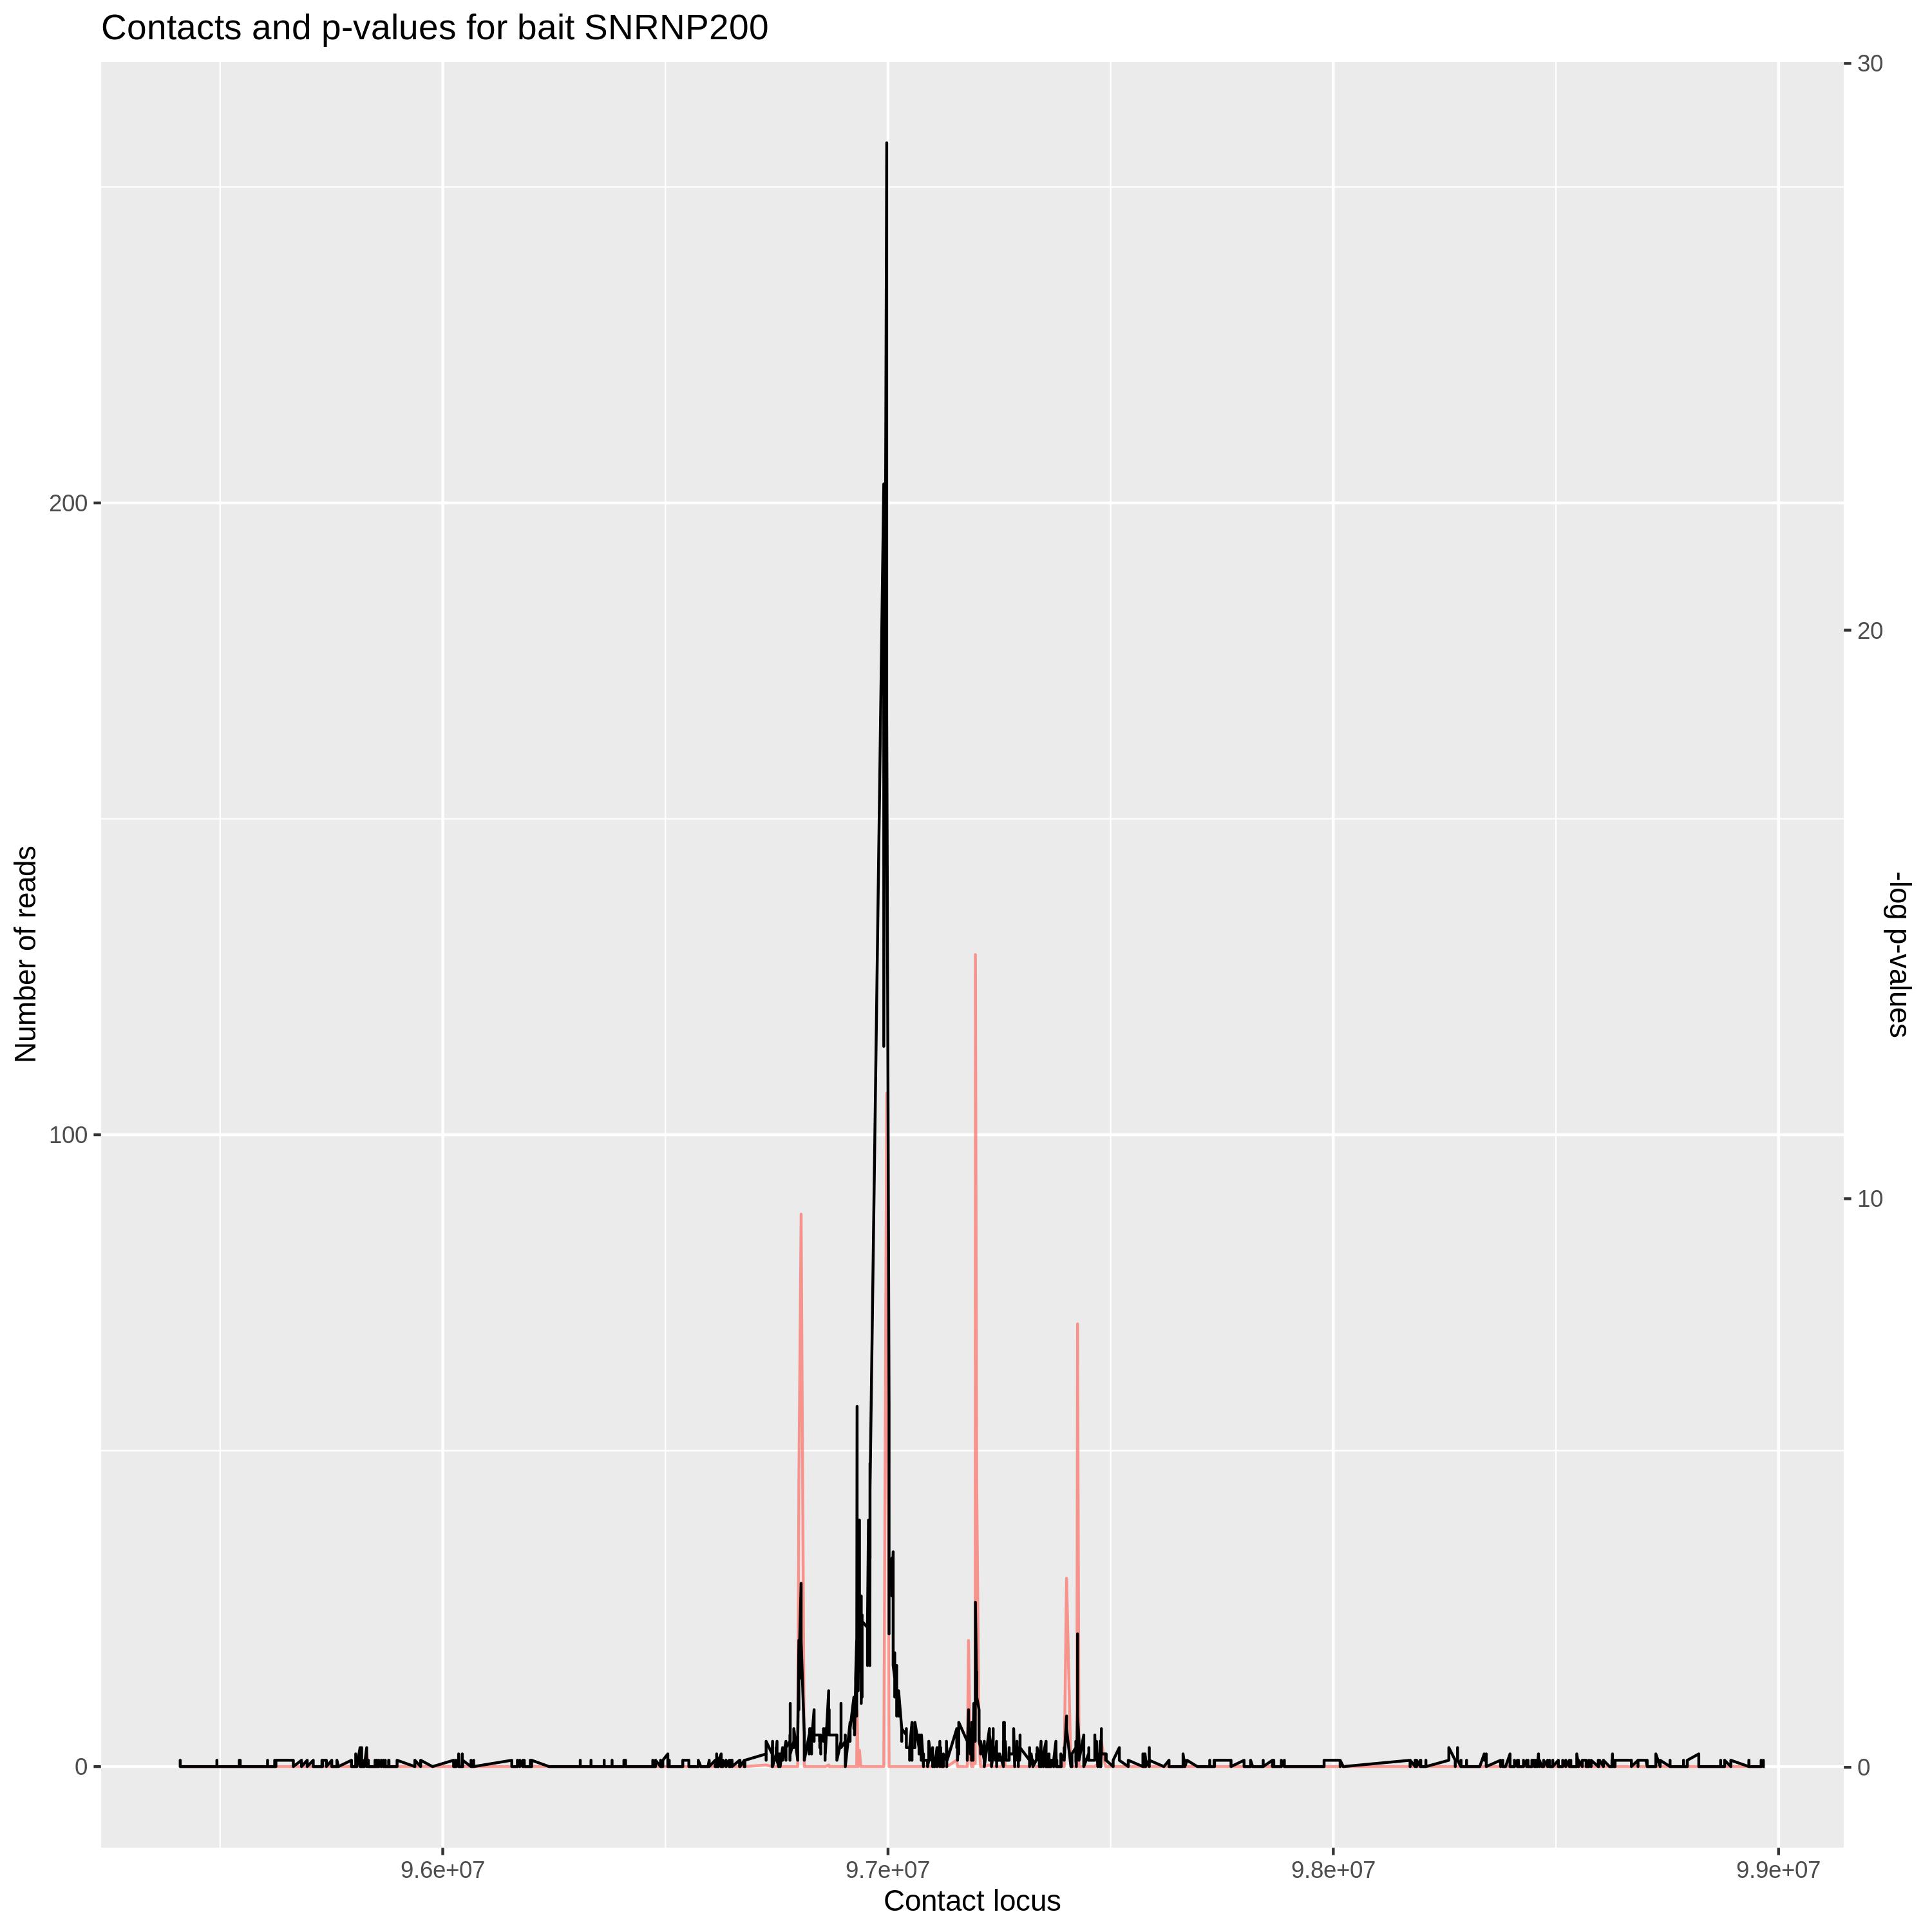 Contacts and p-values for bait SNRNP200
30
200
20
Number of reads
-log p-values
100
10
0
0
9.6e+07
9.7e+07
9.8e+07
9.9e+07
Contact locus